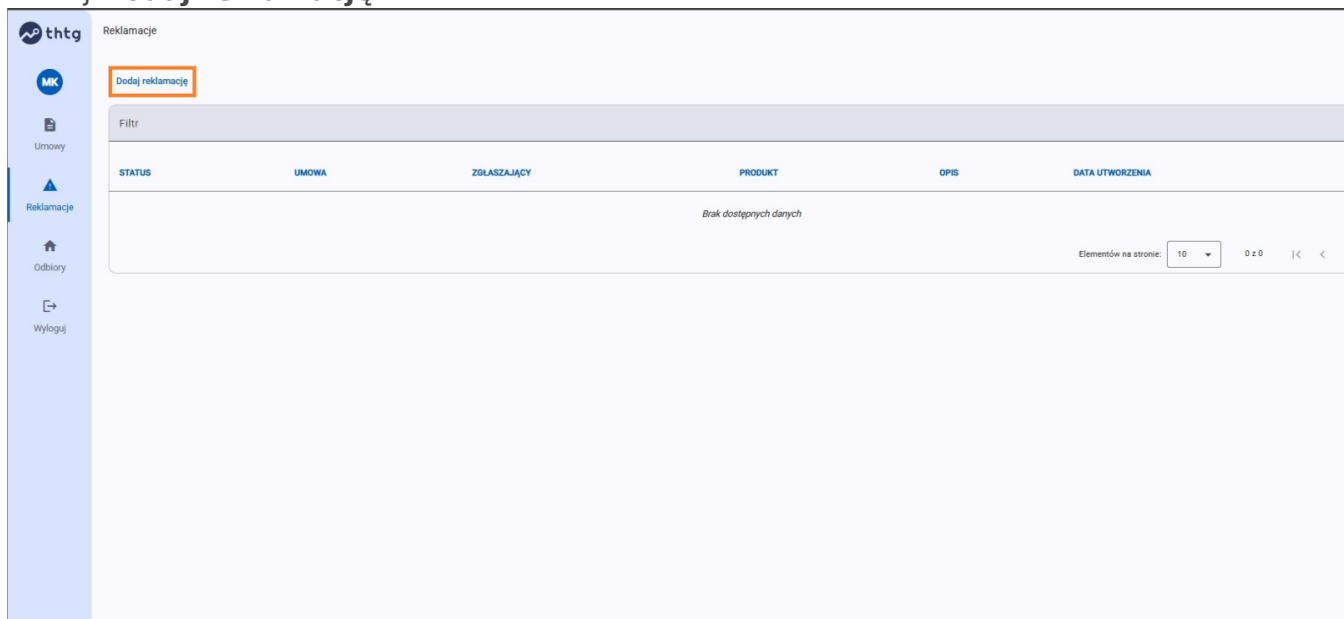 thtg
Reklamacje
MK
Dodaj reklamację
Umowy
Filtr
STATUS UMOWA ZGŁASZAJĄCY PRODUKT OPIS DATA UTWORZENIA
Reklamacje
Brak dostępnych danych
Odbiory
Elementów na stronie: 10 0 z 0
Wyloguj